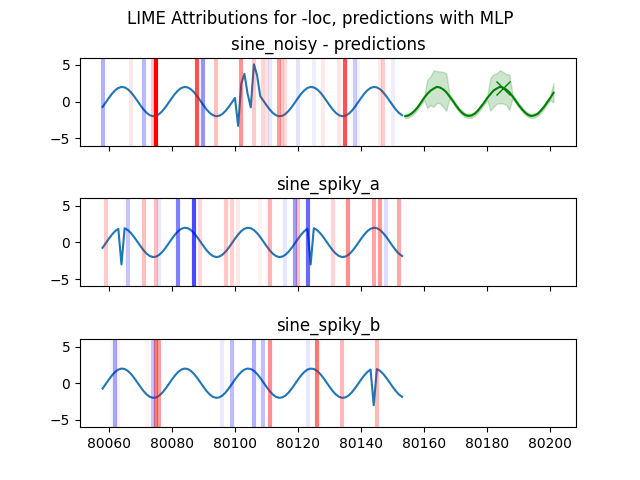 LIME Attributions for -loc, predictions with MLP
sine_noisy - predictions
5
0
−5
sine_spiky_a
5
0
−5
sine_spiky_b
5
0
−5
80060 80080 80100 80120 80140 80160 80180 80200